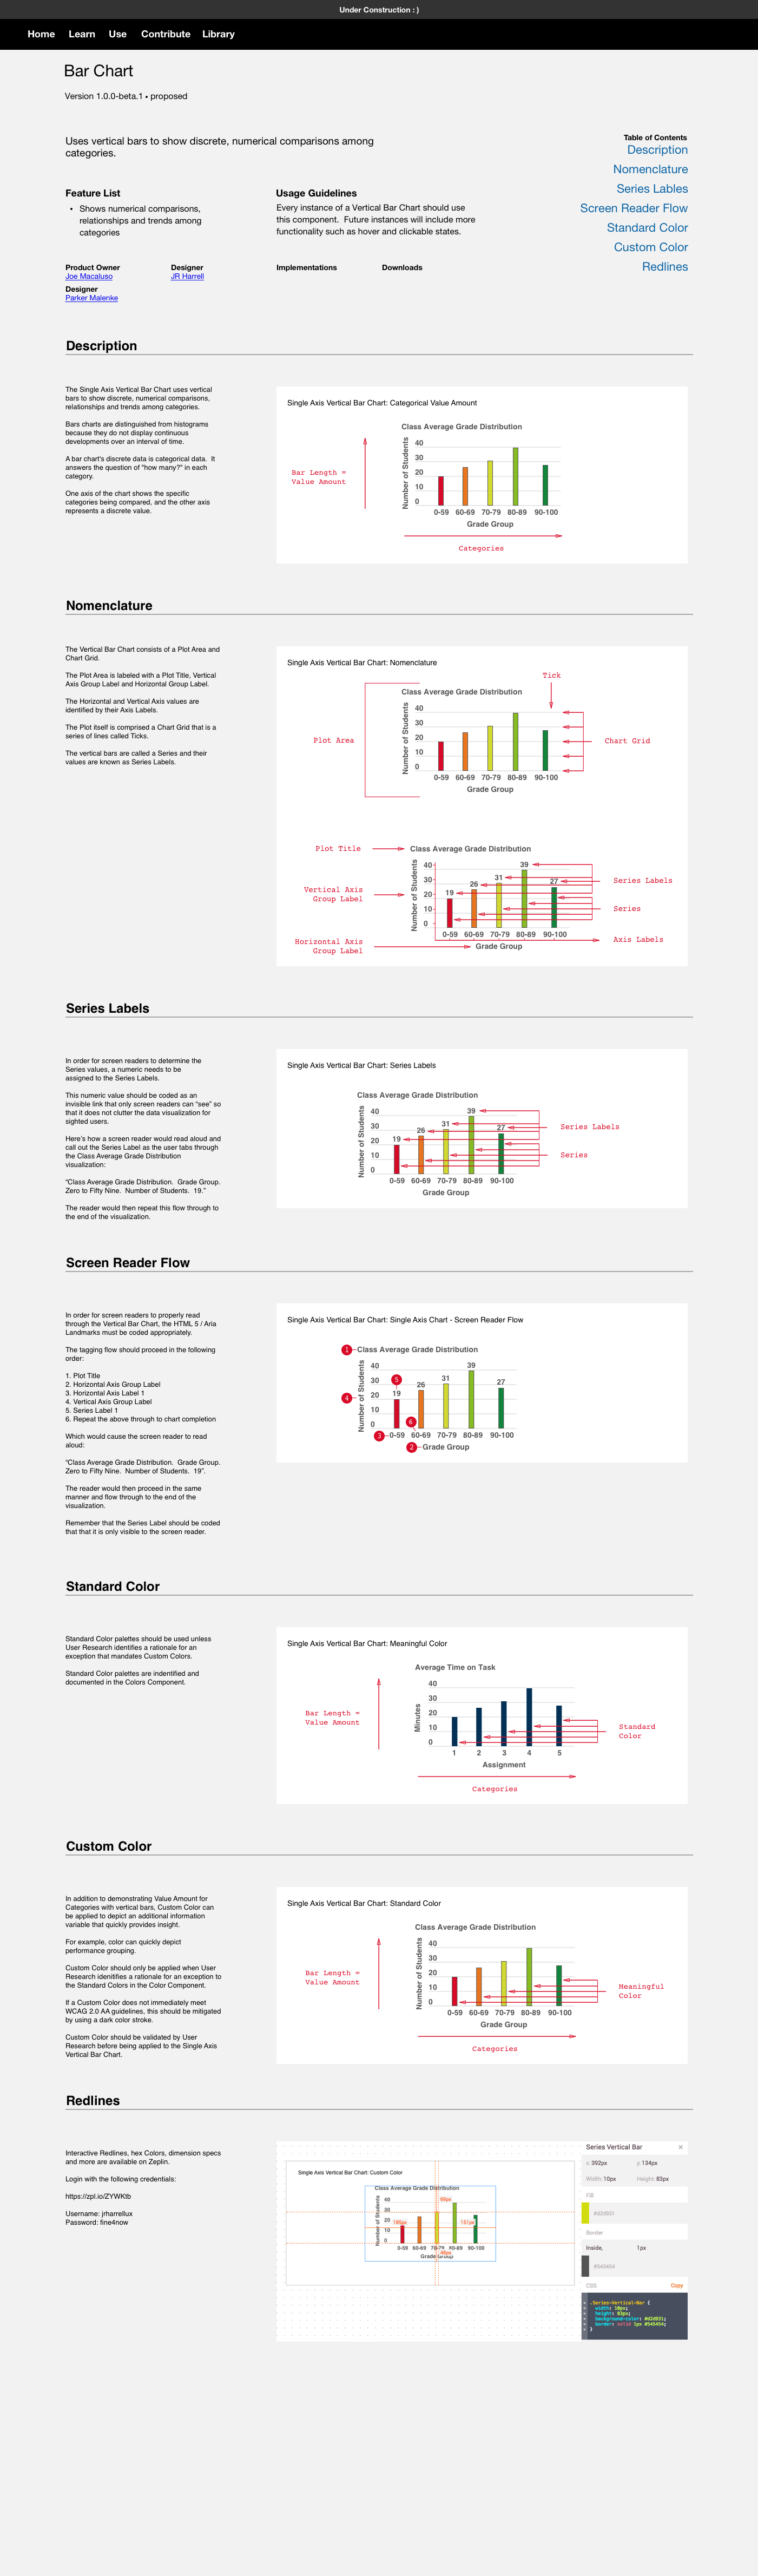 Under Construction : )
Home Learn Use Contribute Library
Bar Chart
Version 1.0.0-beta.1 • proposed
Uses vertical bars to show discrete, numerical comparisons among
categories.
Table of Contents
Description
Nomenclature
Series Lables
Screen Reader Flow
Standard Color
Custom Color
Redlines
Feature List
• Shows numerical comparisons,
relationships and trends among
categories
Usage Guidelines
Every instance of a Vertical Bar Chart should use
this component. Future instances will include more
functionality such as hover and clickable states.
Product Owner
Joe Macaluso
Designer
JR Harrell
Implementations
Downloads
Designer
Parker Malenke
Description
The Single Axis Vertical Bar Chart uses vertical
bars to show discrete, numerical comparisons,
relationships and trends among categories.
Bars charts are distinguished from histograms
because they do not display continuous
developments over an interval of time.
A bar chart's discrete data is categorical data. It
answers the question of "how many?" in each
category.
One axis of the chart shows the specific
categories being compared, and the other axis
represents a discrete value.
Single Axis Vertical Bar Chart: Categorical Value Amount
Class Average Grade Distribution
Bar Length =
Value Amount
Number of Students
40
30
20
10
0
0-59 60-69 70-79 80-89 90-100
Grade Group
Categories
Nomenclature
The Vertical Bar Chart consists of a Plot Area and
Chart Grid.
The Plot Area is labeled with a Plot Title, Vertical
Axis Group Label and Horizontal Group Label.
The Horizontal and Vertical Axis values are
identified by their Axis Labels.
The Plot itself is comprised a Chart Grid that is a
series of lines called Ticks.
The vertical bars are called a Series and their
values are known as Series Labels.
Single Axis Vertical Bar Chart: Nomenclature
Tick
Class Average Grade Distribution
Plot Area
Number of Students
40
30
20
10
0
Chart Grid
0-59 60-69 70-79 80-89 90-100
Grade Group
Plot Title
Class Average Grade Distribution
Vertical Axis
Group Label
Number of Students
40
30
20
10
0
19 26 31 39 27
Series Labels
Series
Axis Labels
0-59 60-69 70-79 80-89 90-100
Horizontal Axis
Group Label
Grade Group
Series Labels
In order for screen readers to determine the
Series values, a numeric needs to be
assigned to the Series Labels.
This numeric value should be coded as an
invisible link that only screen readers can “see” so
that it does not clutter the data visualization for
sighted users.
Here's how a screen reader would read aloud and
call out the Series Label as the user tabs through
the Class Average Grade Distribution
visualization:
“Class Average Grade Distribution. Grade Group.
Zero to Fifty Nine. Number of Students. 19.”
The reader would then repeat this flow through to
the end of the visualization.
Single Axis Vertical Bar Chart: Series Labels
Class Average Grade Distribution
Number of Students
40
30
20
10
0
19 26 31 39 27
Series Labels
Series
0-59 60-69 70-79 80-89 90-100
Grade Group
Screen Reader Flow
In order for screen readers to properly read
through the Vertical Bar Chart, the HTML 5 / Aria
Landmarks must be coded appropriately.
The tagging flow should proceed in the following
order:
1. Plot Title
2. Horizontal Axis Group Label
3. Horizontal Axis Label 1
4. Vertical Axis Group Label
5. Series Label 1
6. Repeat the above through to chart completion
Which would cause the screen reader to read
aloud:
“Class Average Grade Distribution. Grade Group.
Zero to Fifty Nine. Number of Students. 19”.
The reader would then proceed in the same
manner and flow through to the end of the
visualization.
Remember that the Series Label should be coded
that that it is only visible to the screen reader.
Single Axis Vertical Bar Chart: Single Axis Chart - Screen Reader Flow
1 Class Average Grade Distribution
4 Number of Students
40
30
20
10
0
5
19 26 31 39 27
6
3 0-59 60-69 70-79 80-89 90-100
2 Grade Group
Standard Color
Standard Color palettes should be used unless
User Research identifies a rationale for an
exception that mandates Custom Colors.
Standard Color palettes are indentified and
documented in the Colors Component.
Single Axis Vertical Bar Chart: Meaningful Color
Average Time on Task
Bar Length =
Value Amount
Minutes
40
30
20
10
0
Standard
Color
1 2 3 4 5
Assignment
Categories
Custom Color
In addition to demonstrating Value Amount for
Categories with vertical bars, Custom Color can
be applied to depict an additional information
variable that quickly provides insight.
For example, color can quickly depict
performance grouping.
Custom Color should only be applied when User
Research identifies a rationale for an exception to
the Standard Colors in the Color Component.
If a Custom Color does not immediately meet
WCAG 2.0 AA guidelines, this should be mitigated
by using a dark color stroke.
Custom Color should be validated by User
Research before being applied to the Single Axis
Vertical Bar Chart.
Single Axis Vertical Bar Chart: Standard Color
Class Average Grade Distribution
Bar Length =
Value Amount
Number of Students
40
30
20
10
0
Meaningful
Color
0-59 60-69 70-79 80-89 90-100
Grade Group
Categories
Redlines
Interactive Redlines, hex Colors, dimension specs
and more are available on Zeplin.
Login with the following credentials:
https://zpl.io/ZYWKtb
Username: jrharrellux
Password: fine4now
Single Axis Vertical Bar Chart: Custom Color
Class Average Grade Distribution
Number of Students
40
30
20
10
0
185px
151px
0-59 60-69 70-79 80-89 90-100
Grade Group
Series Vertical Bar
x: 392px y: 134px
Width: 10px Height: 83px
Fill
#d2d931
Border
Inside, 1px
#545454
CSS Copy
.Series-Vertical-Bar {
width: 10px;
height: 83px;
background-color: #d2d931;
border: solid 1px #545454;
}